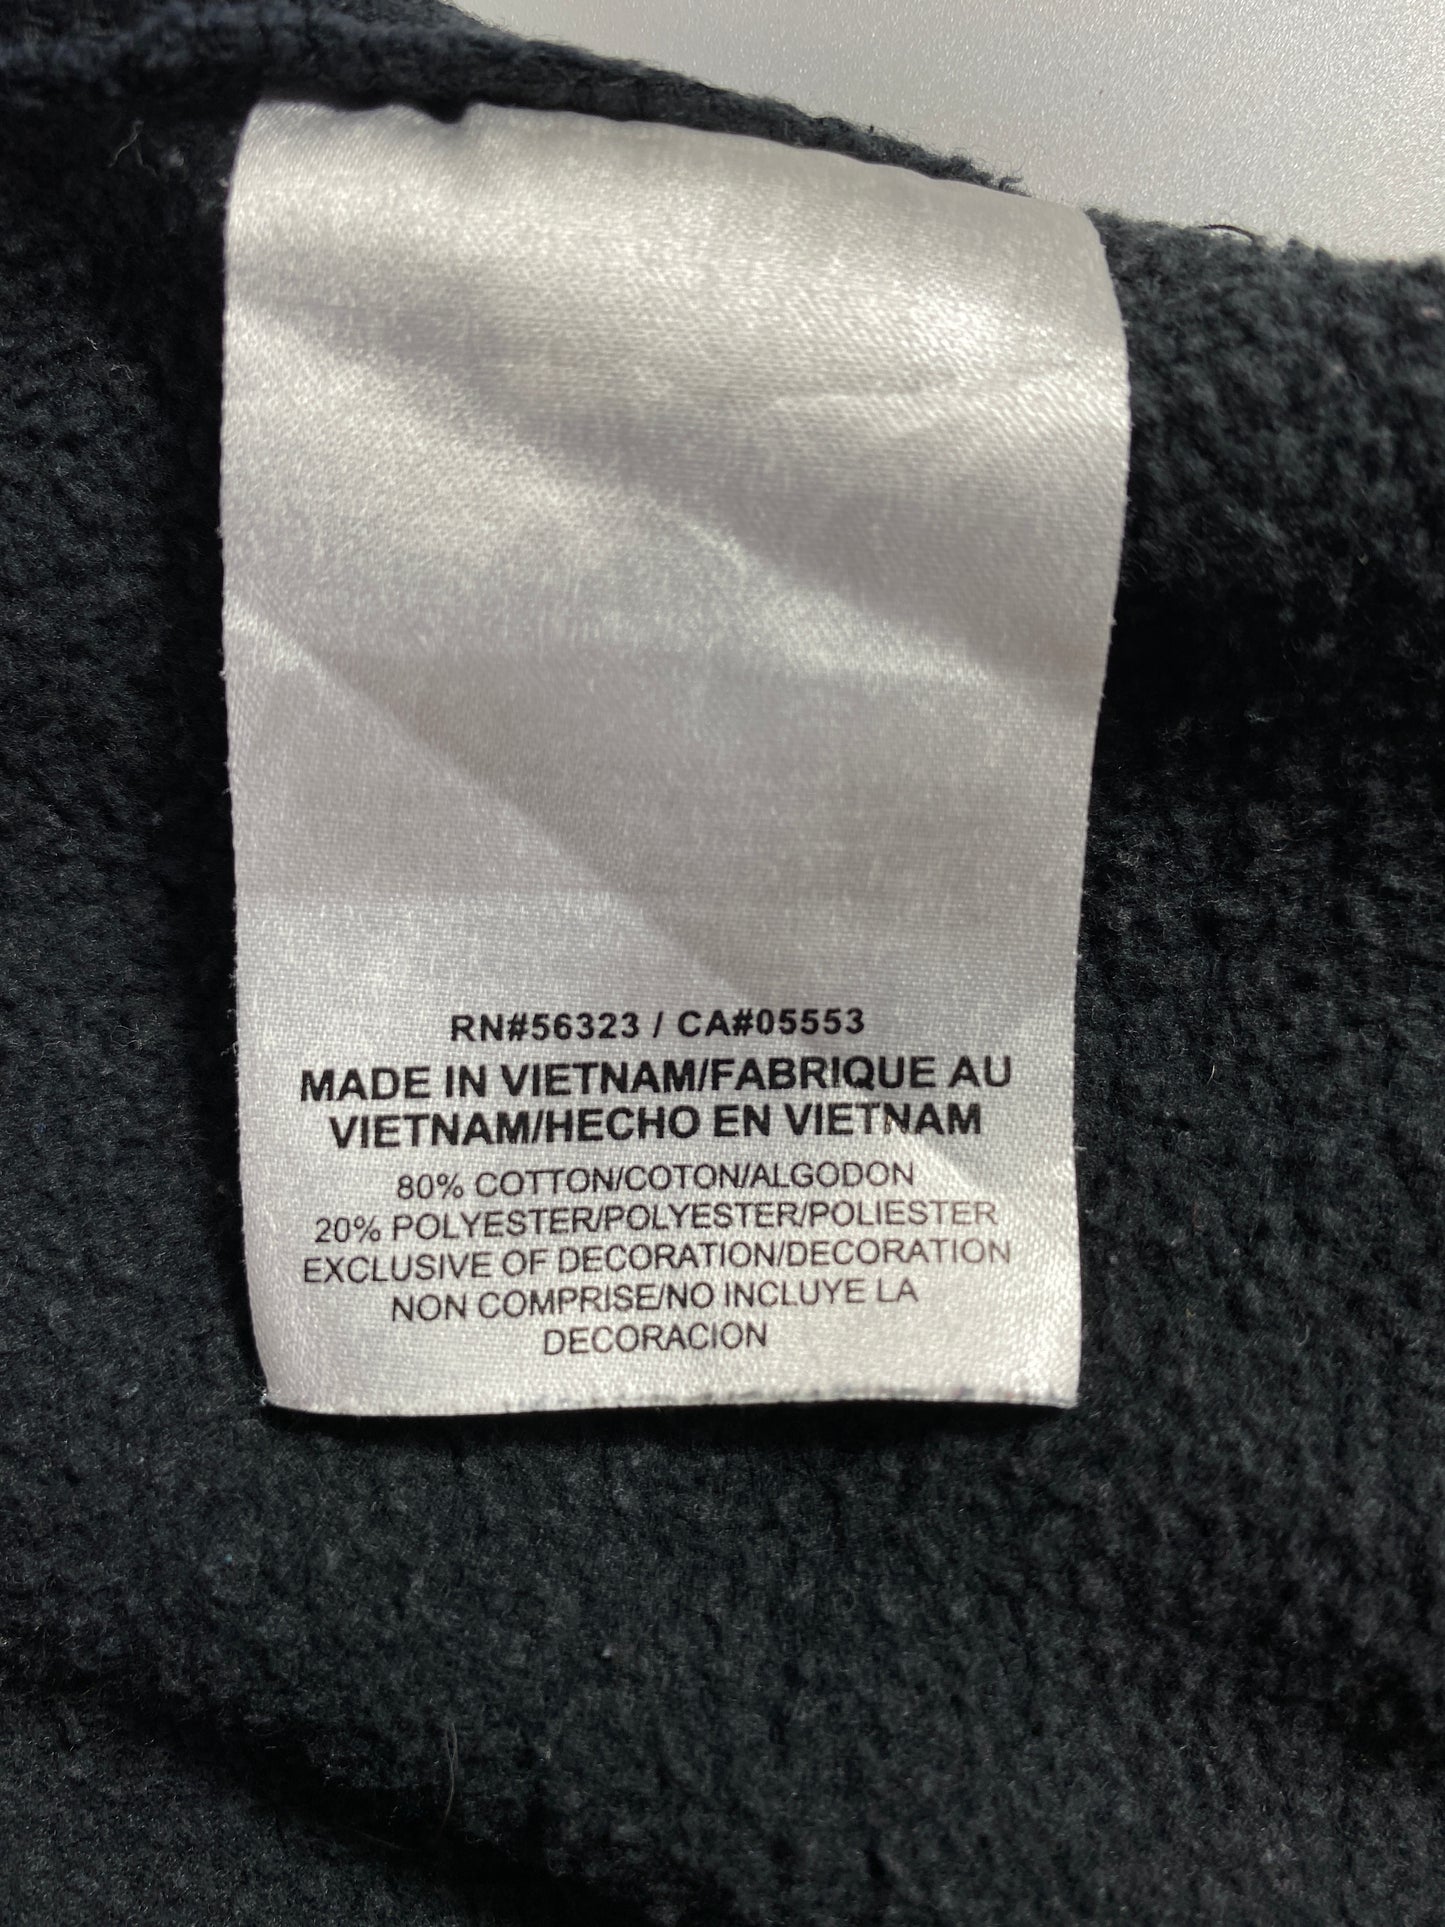 RN#56323 / CA#05553
MADE IN VIETNAM/FABRIQUE AU
VIETNAM/HECHO EN VIETNAM
80% COTTON/COTON/ALGODON
20% POLYESTER/POLYESTER/POLIESTER
EXCLUSIVE OF DECORATION/DECORATION
NON COMPRISE/NO INCLUYE LA
DECORACION